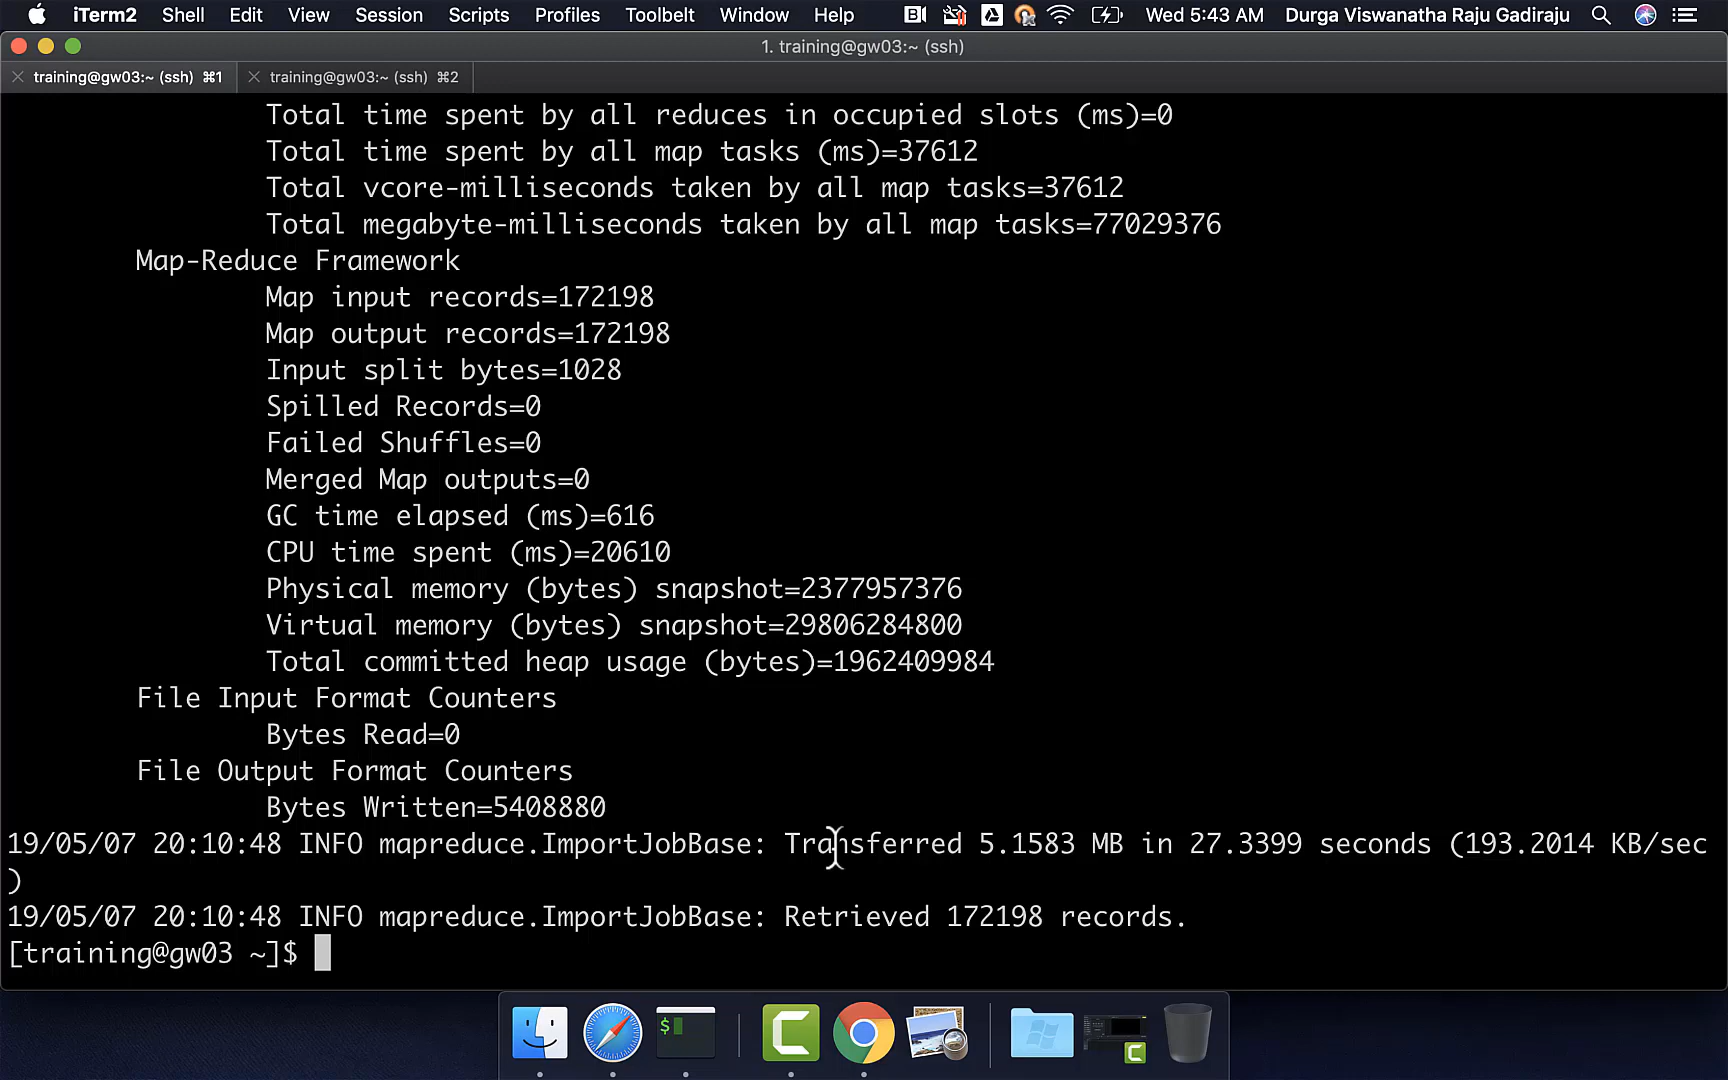 iTerm2 Shell Edit View Session Scripts Profiles Toolbelt Window Help Wed 5:43 AM Durga Viswanatha Raju Gadiraju
1. training@gw03:~ (ssh)
training@gw03:~ (ssh) ⌘1 training@gw03:~ (ssh) ⌘2
Total time spent by all reduces in occupied slots (ms)=0
Total time spent by all map tasks (ms)=37612
Total vcore-milliseconds taken by all map tasks=37612
Total megabyte-milliseconds taken by all map tasks=77029376
Map-Reduce Framework
Map input records=172198
Map output records=172198
Input split bytes=1028
Spilled Records=0
Failed Shuffles=0
Merged Map outputs=0
GC time elapsed (ms)=616
CPU time spent (ms)=20610
Physical memory (bytes) snapshot=2377957376
Virtual memory (bytes) snapshot=29806284800
Total committed heap usage (bytes)=1962409984
File Input Format Counters
Bytes Read=0
File Output Format Counters
Bytes Written=5408880
19/05/07 20:10:48 INFO mapreduce.ImportJobBase: Transferred 5.1583 MB in 27.3399 seconds (193.2014 KB/sec
)
19/05/07 20:10:48 INFO mapreduce.ImportJobBase: Retrieved 172198 records.
[training@gw03 ~]$